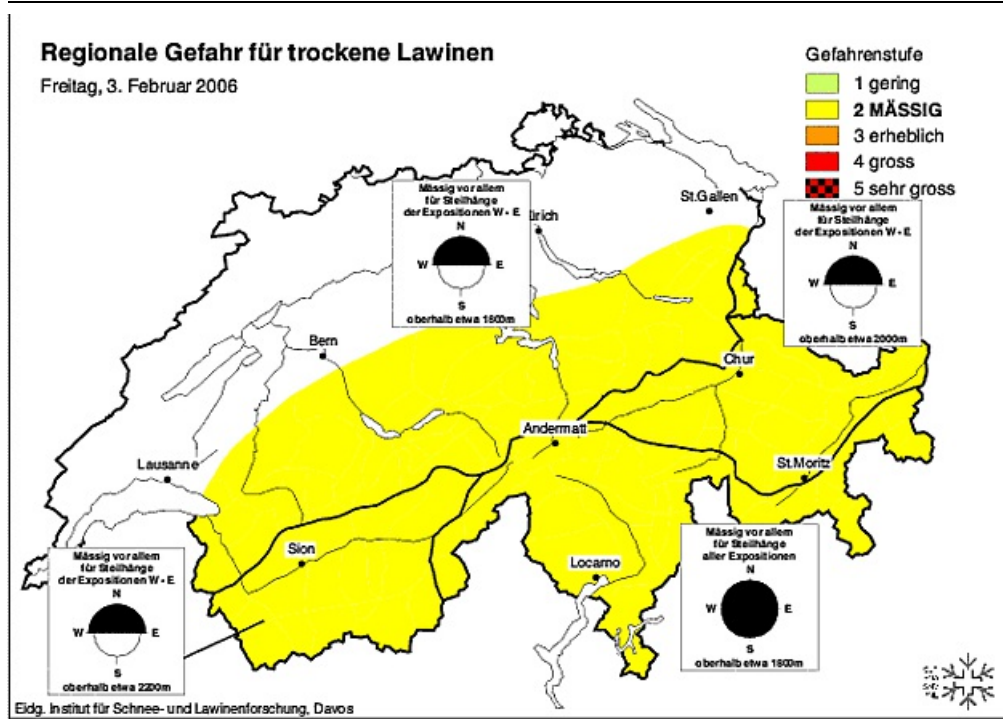 Regionale Gefahr für trockene Lawinen
Freitag, 3. Februar 2006
Gefahrenstufe
1 gering
2 MÄSSIG
3 erheblich
4 gross
5 sehr gross
Mässig vor allem
für Steilhänge
der Expositionen W - E
N
W E
S
oberhalb etwa 1800m
ürich
St.Gallen
Mässig vor allem
für Steilhänge
der Expositionen W - E
N
W E
S
oberhalb etwa 2000m
Bern
Chur
Andermatt
Lausanne
St.Moritz
Sion
Locarno
Mässig vor allem
für Steilhänge
der Expositionen W - E
N
W E
S
oberhalb etwa 2200m
Mässig vor allem
für Steilhänge
aller Expositionen
N
W E
S
oberhalb etwa 1800m
Eidg. Institut für Schnee- und Lawinenforschung, Davos